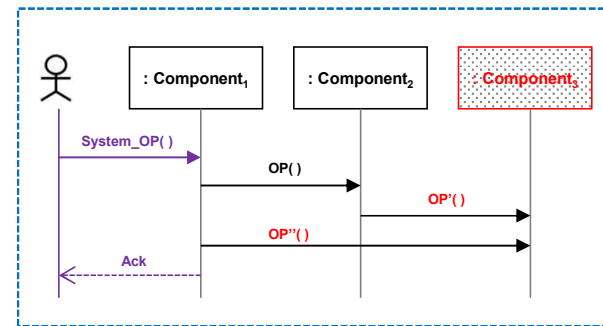 : Component₁
: Component₂
: Component₃
System_OP( )
OP()
OP’( )
OP’’( )
Ack